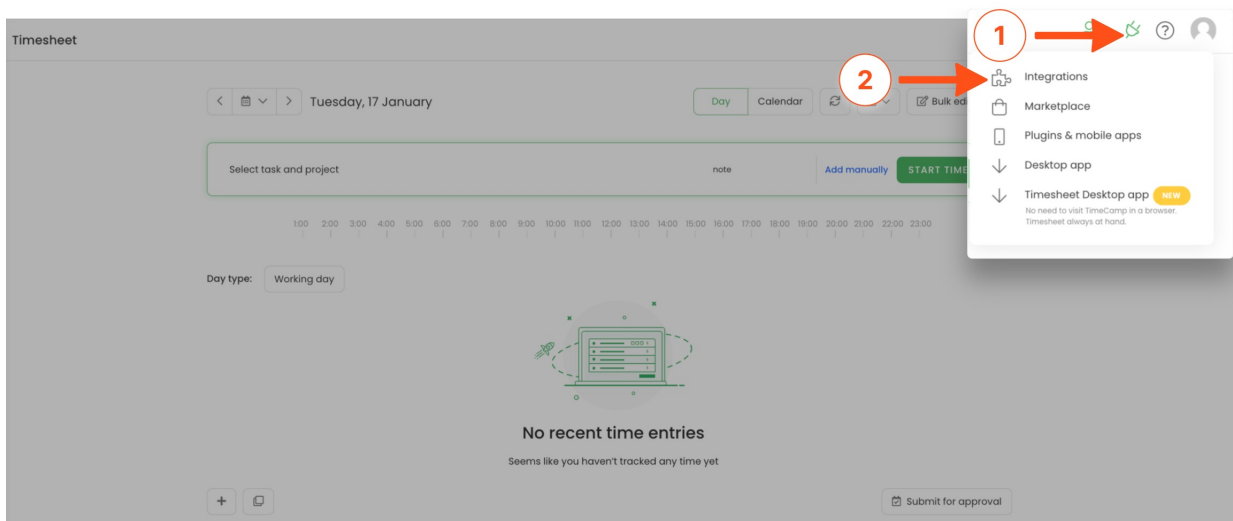 Timesheet
1
2
Integrations
Marketplace
Plugins & mobile apps
Desktop app
Timesheet Desktop app NEW
No need to visit TimeCamp in a browser.
Timesheet always at hand.
Tuesday, 17 January
Day Calendar
Bulk edi
Select task and project note Add manually START TIME
1:00 2:00 3:00 4:00 5:00 6:00 7:00 8:00 9:00 10:00 11:00 12:00 13:00 14:00 15:00 16:00 17:00 18:00 19:00 20:00 21:00 22:00 23:00
Day type: Working day
No recent time entries
Seems like you haven't tracked any time yet
Submit for approval